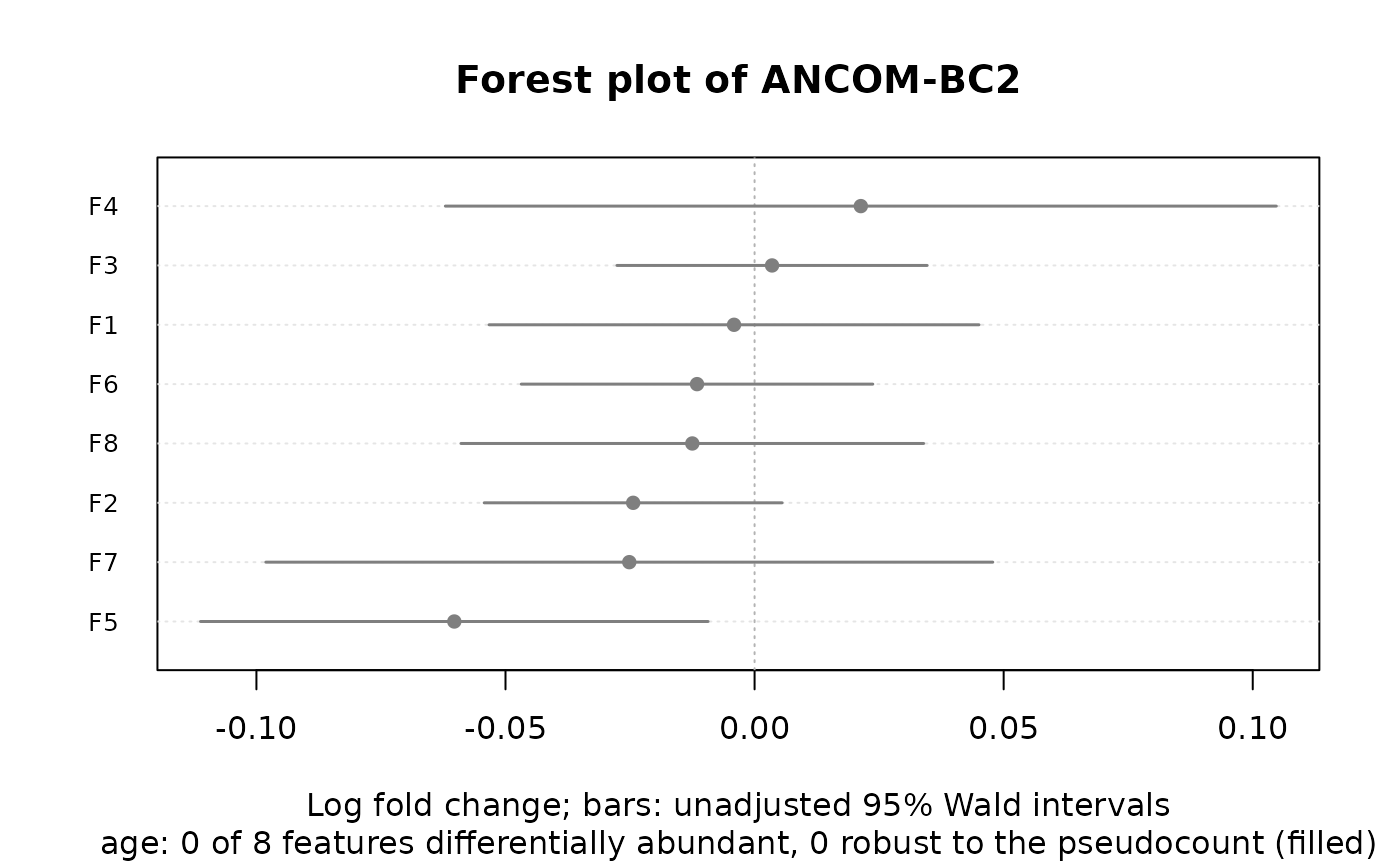 Forest plot of ANCOM-BC2
F4
F3
F1
F6
F8
F2
F7
F5
-0.10 -0.05 0.00 0.05 0.10
Log fold change; bars: unadjusted 95% Wald intervals
age: 0 of 8 features differentially abundant, 0 robust to the pseudocount (filled)